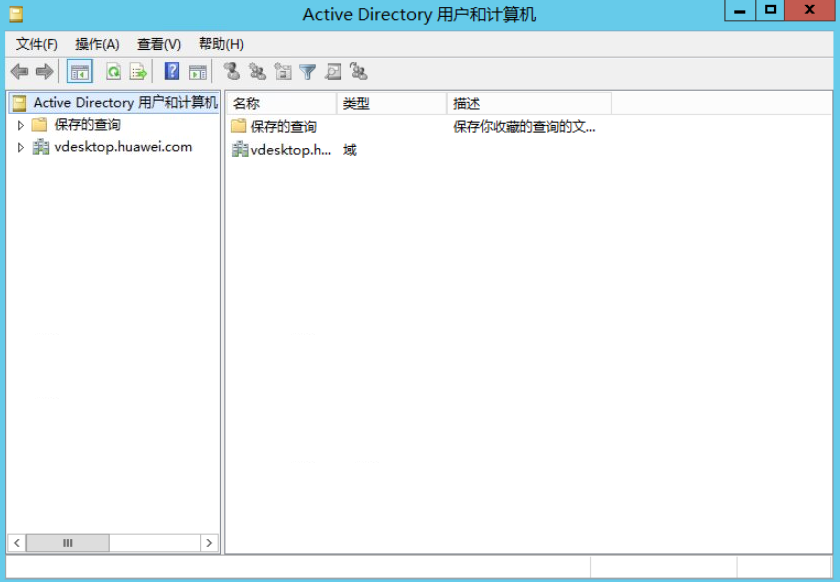 Active Directory 用户和计算机
文件(F) 操作(A) 查看(V) 帮助(H)
Active Directory 用户和计算机
保存的查询
vdesktop.huawei.com
名称 类型 描述
保存的查询 保存你收藏的查询的文...
vdesktop.h... 域